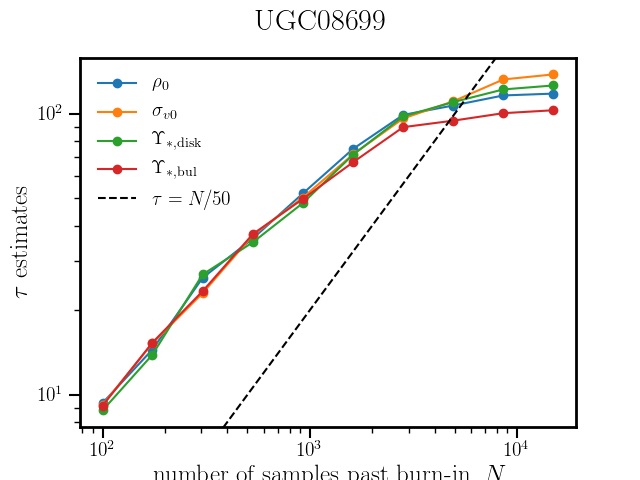 UGC08699
ρ₀
σᵥ₀
ϒ∗,disk
ϒ∗,bul
τ = N/50
τ estimates
10²
10¹
10² 10³ 10⁴
number of samples past burn-in, N